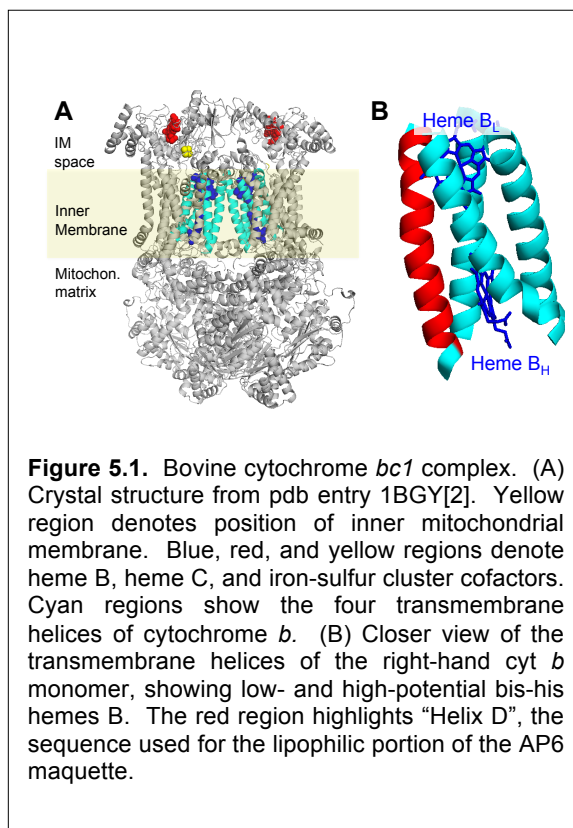 A
B
Heme BL
IM
space
Inner
Membrane
Mitochon.
matrix
Heme BH
Figure 5.1. Bovine cytochrome bc1 complex. (A)
Crystal structure from pdb entry 1BGY[2]. Yellow
region denotes position of inner mitochondrial
membrane. Blue, red, and yellow regions denote
heme B, heme C, and iron-sulfur cluster cofactors.
Cyan regions show the four transmembrane
helices of cytochrome b. (B) Closer view of the
transmembrane helices of the right-hand cyt b
monomer, showing low- and high-potential bis-his
hemes B. The red region highlights “Helix D”, the
sequence used for the lipophilic portion of the AP6
maquette.